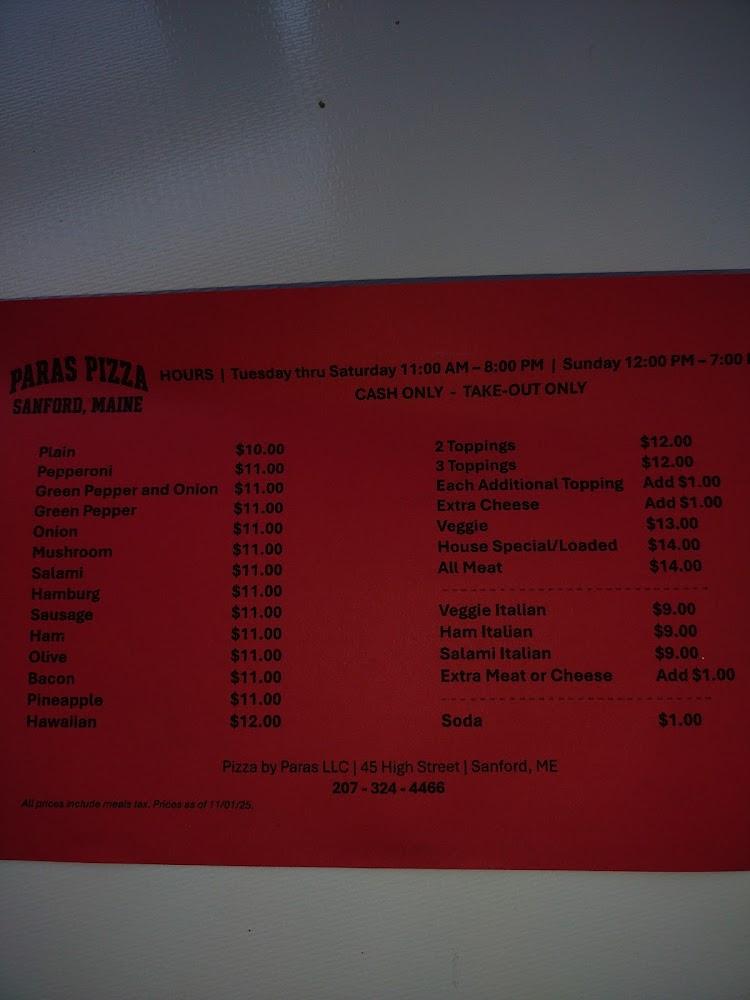 PARAS PIZZA
SANFORD, MAINE
HOURS | Tuesday thru Saturday 11:00 AM – 8:00 PM | Sunday 12:00 PM – 7:00
CASH ONLY - TAKE-OUT ONLY
Plain $10.00
Pepperoni $11.00
Green Pepper and Onion $11.00
Green Pepper $11.00
Onion $11.00
Mushroom $11.00
Salami $11.00
Hamburg $11.00
Sausage $11.00
Ham $11.00
Olive $11.00
Bacon $11.00
Pineapple $11.00
Hawaiian $12.00
2 Toppings $12.00
3 Toppings $12.00
Each Additional Topping Add $1.00
Extra Cheese Add $1.00
Veggie $13.00
House Special/Loaded $14.00
All Meat $14.00
Veggie Italian $9.00
Ham Italian $9.00
Salami Italian $9.00
Extra Meat or Cheese Add $1.00
Soda $1.00
Pizza by Paras LLC | 45 High Street | Sanford, ME
207 - 324 - 4466
All prices include meals tax. Prices as of 11/01/25.